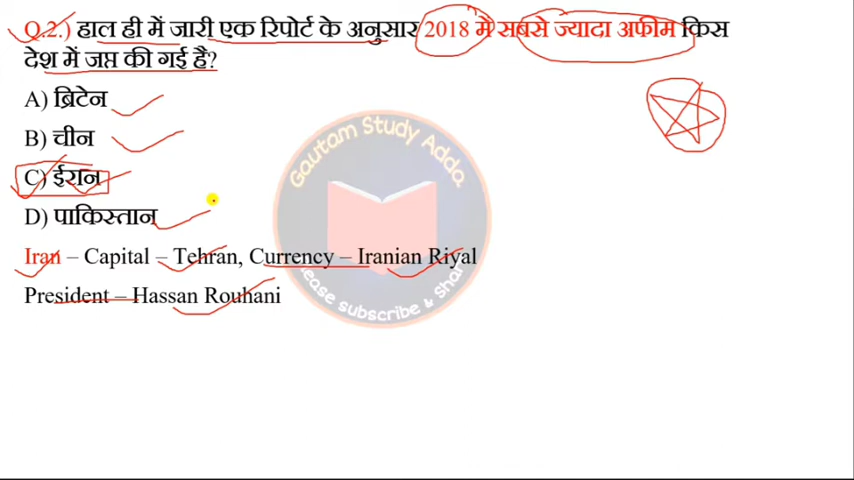 Q.2.) हाल ही में जारी एक रिपोर्ट के अनुसार 2018 में सबसे ज्यादा अफीम किस
देश में जप्त की गई है?
A) ब्रिटेन
B) चीन
C) ईरान
D) पाकिस्तान
Iran – Capital – Tehran, Currency – Iranian Riyal
President – Hassan Rouhani
Gautam Study Adda
Please subscribe & share